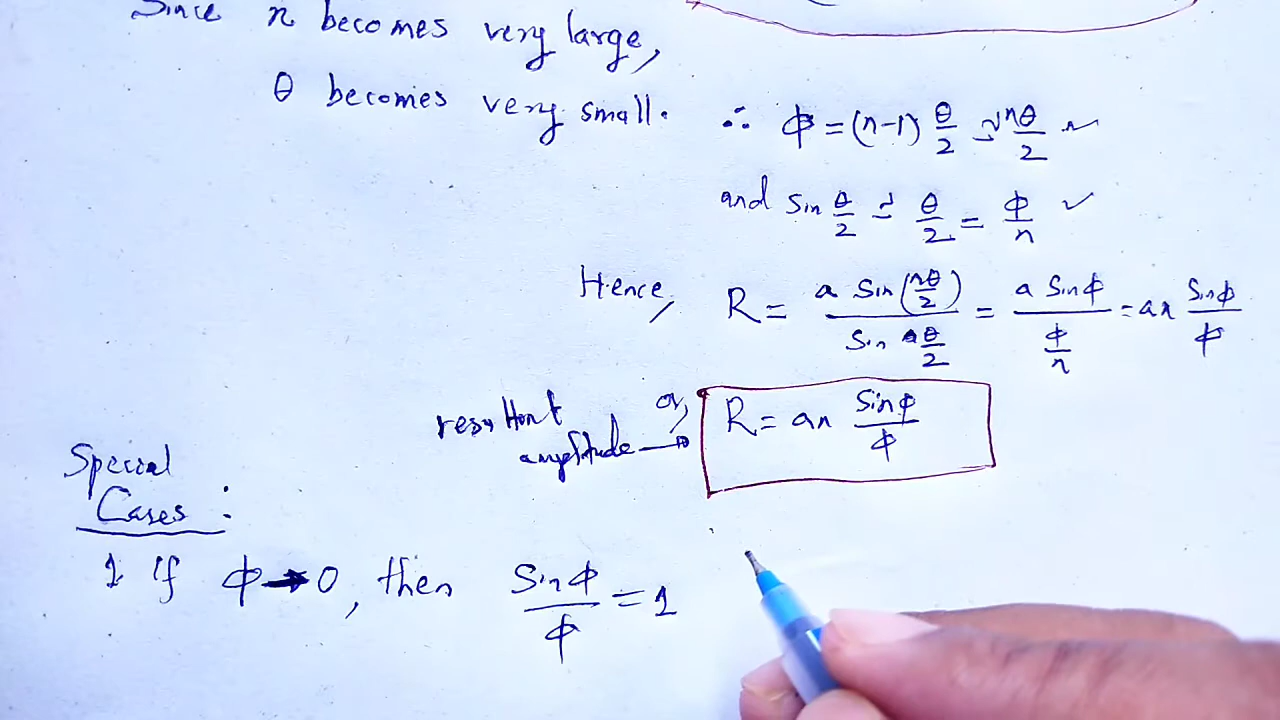 Since n becomes very large,
θ becomes very small. ∴ ϕ = (n-1) θ/2 ≃ nθ/2 ✓
and Sin θ/2 ≃ θ/2 = ϕ/n ✓
Hence, R = a Sin(nθ/2) / Sin θ/2 = a Sinϕ / (ϕ/n) = an Sinϕ/ϕ
or, R = an Sinϕ/ϕ
resultant
amplitude →
Special
Cases :
1 if ϕ→0, then Sinϕ/ϕ = 1